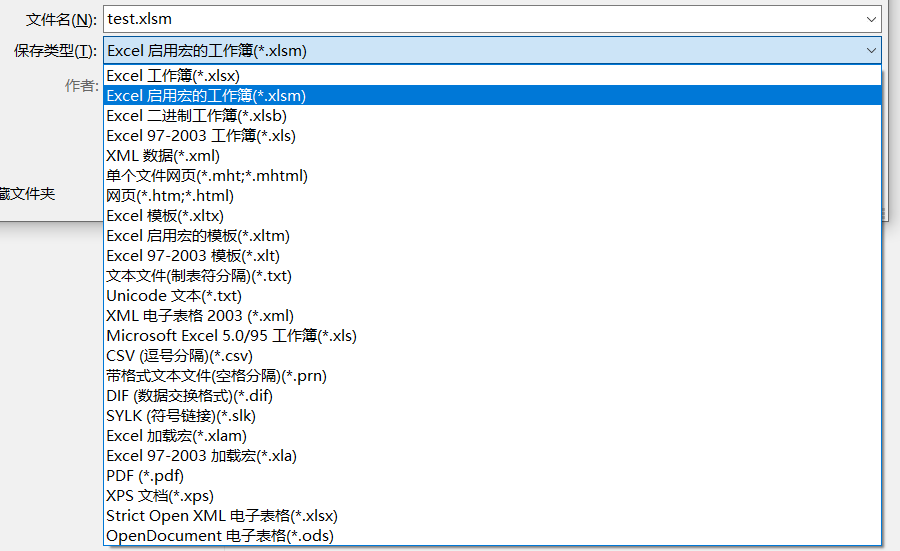 文件名(N): test.xlsm
保存类型(T): Excel 启用宏的工作簿(*.xlsm)
作者:
Excel 工作簿(*.xlsx)
Excel 启用宏的工作簿(*.xlsm)
Excel 二进制工作簿(*.xlsb)
Excel 97-2003 工作簿(*.xls)
XML 数据(*.xml)
单个文件网页(*.mht;*.mhtml)
网页(*.htm;*.html)
藏文件夹
Excel 模板(*.xltx)
Excel 启用宏的模板(*.xltm)
Excel 97-2003 模板(*.xlt)
文本文件(制表符分隔)(*.txt)
Unicode 文本(*.txt)
XML 电子表格 2003 (*.xml)
Microsoft Excel 5.0/95 工作簿(*.xls)
CSV (逗号分隔)(*.csv)
带格式文本文件(空格分隔)(*.prn)
DIF (数据交换格式)(*.dif)
SYLK (符号链接)(*.slk)
Excel 加载宏(*.xlam)
Excel 97-2003 加载宏(*.xla)
PDF (*.pdf)
XPS 文档(*.xps)
Strict Open XML 电子表格(*.xlsx)
OpenDocument 电子表格(*.ods)